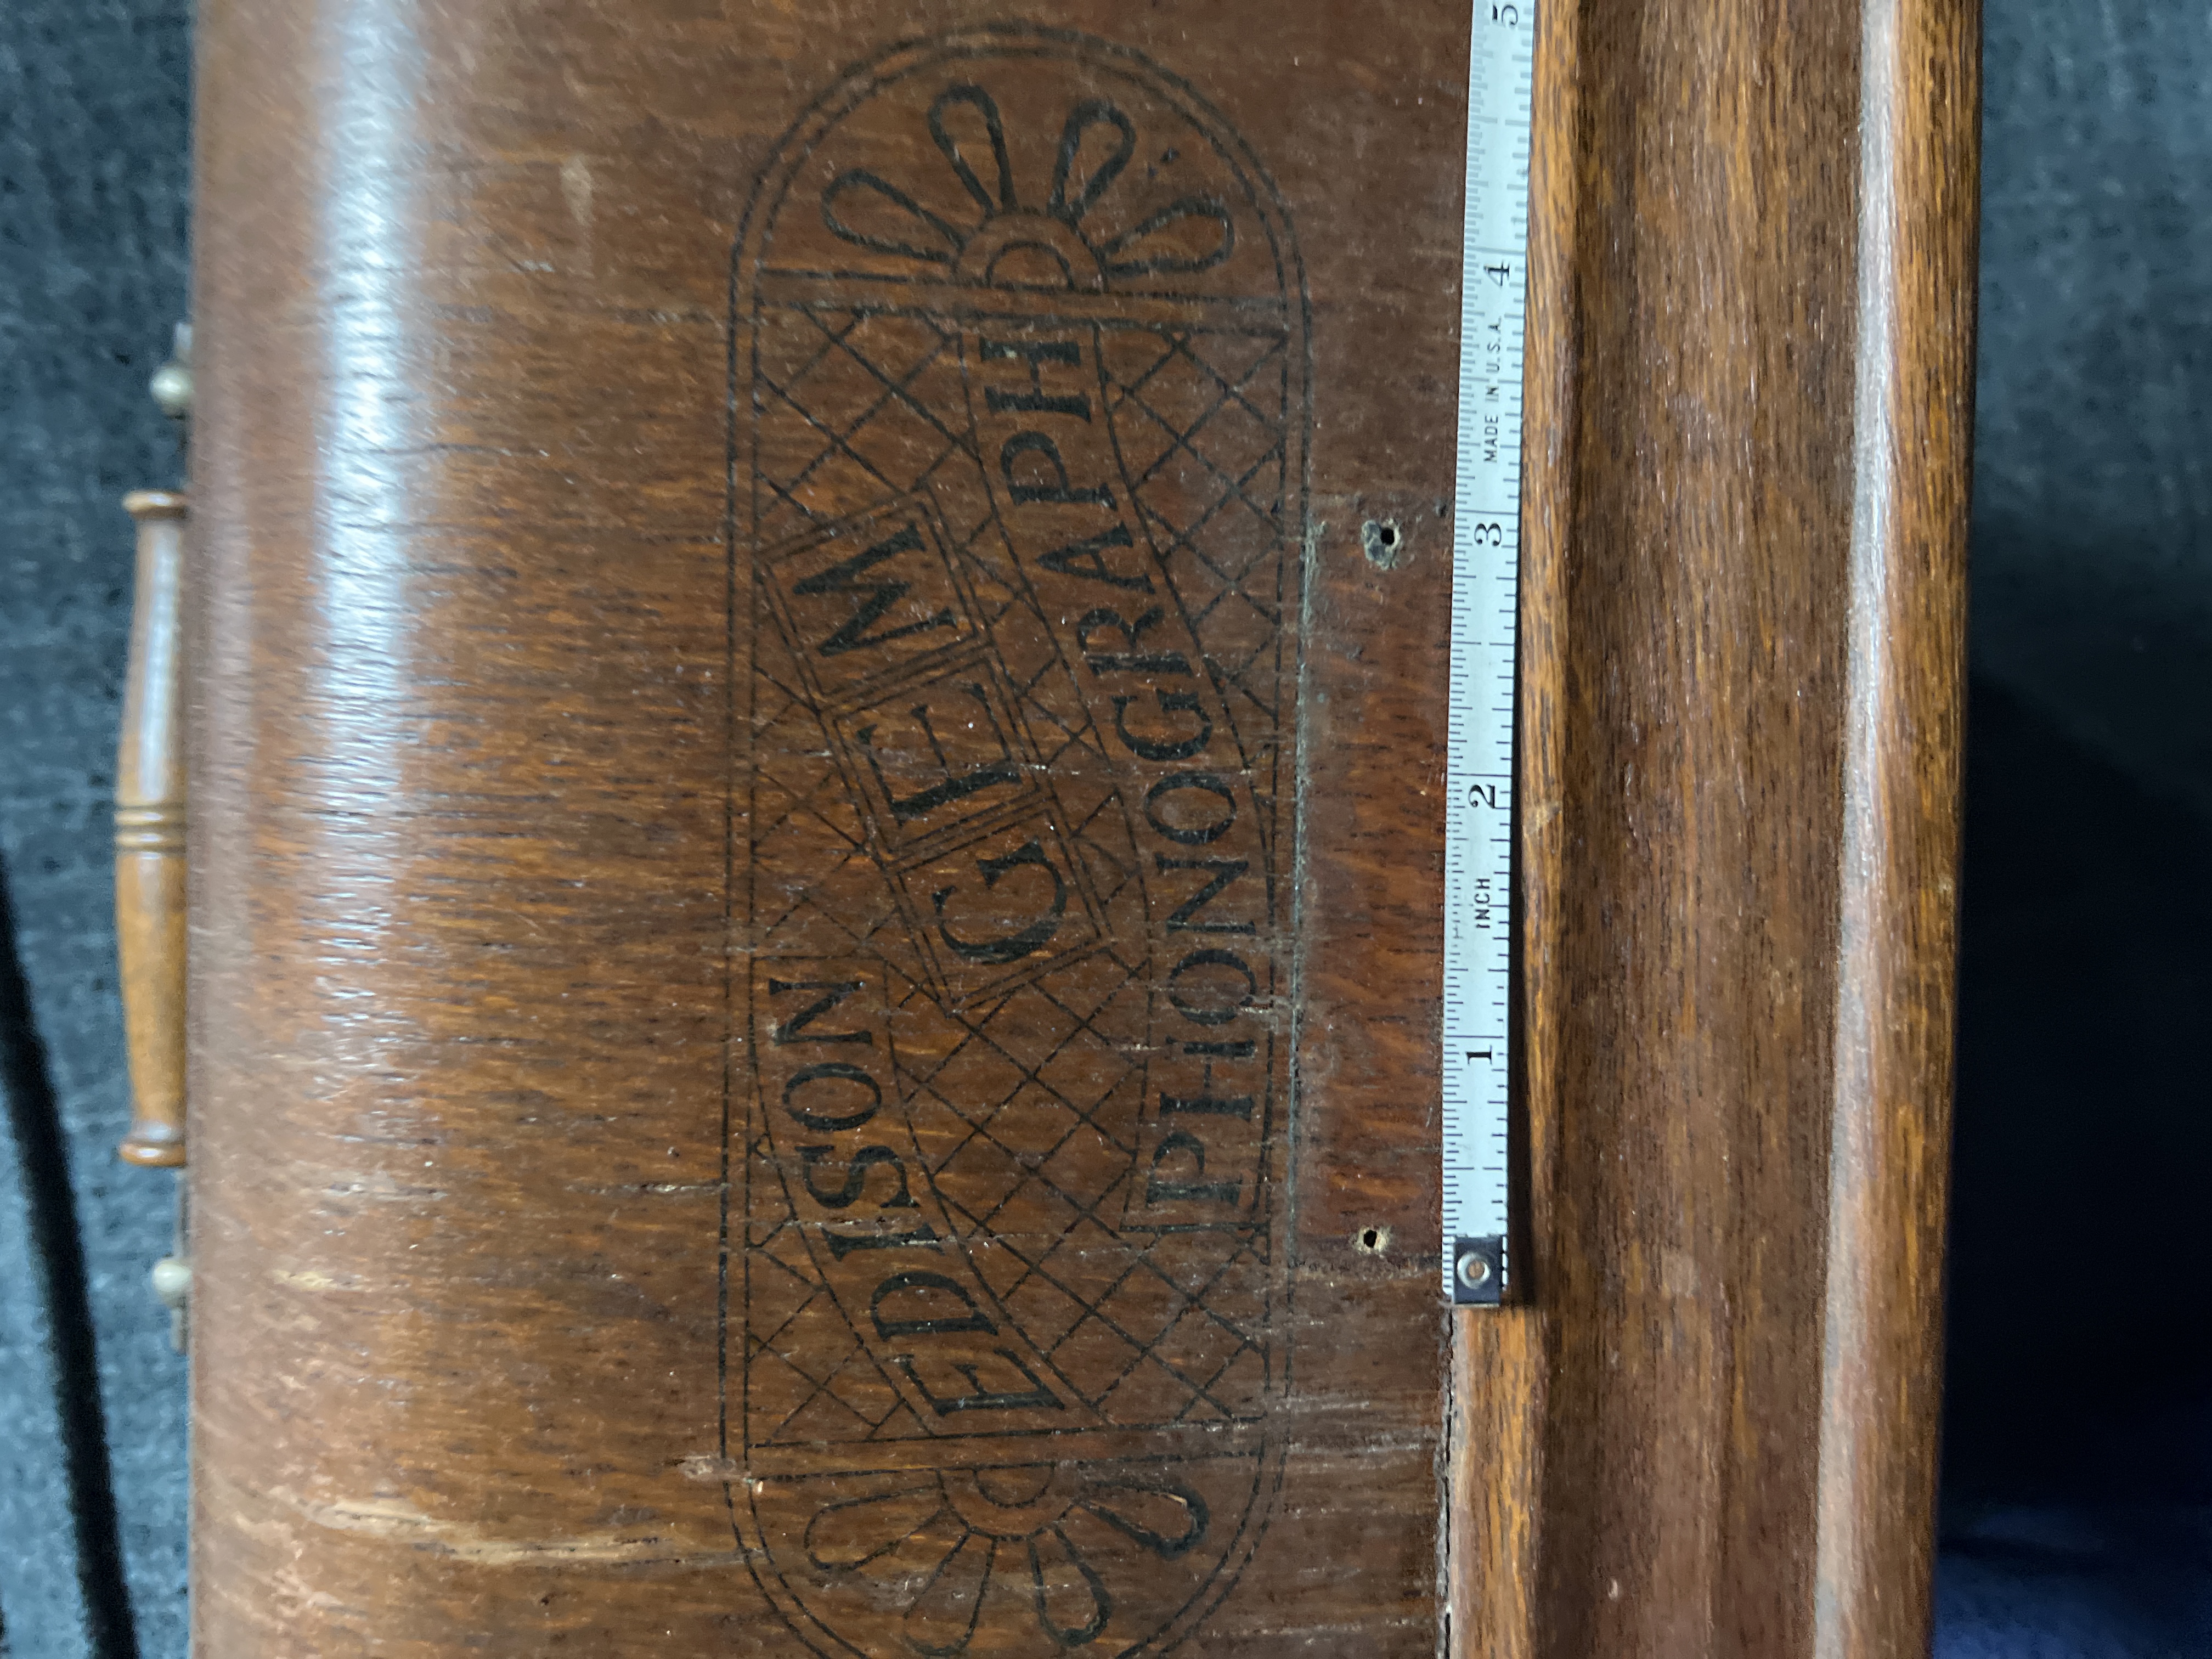 EDISON
GEM
PHONOGRAPH
1 INCH 2 3 MADE IN U.S.A. 4 5